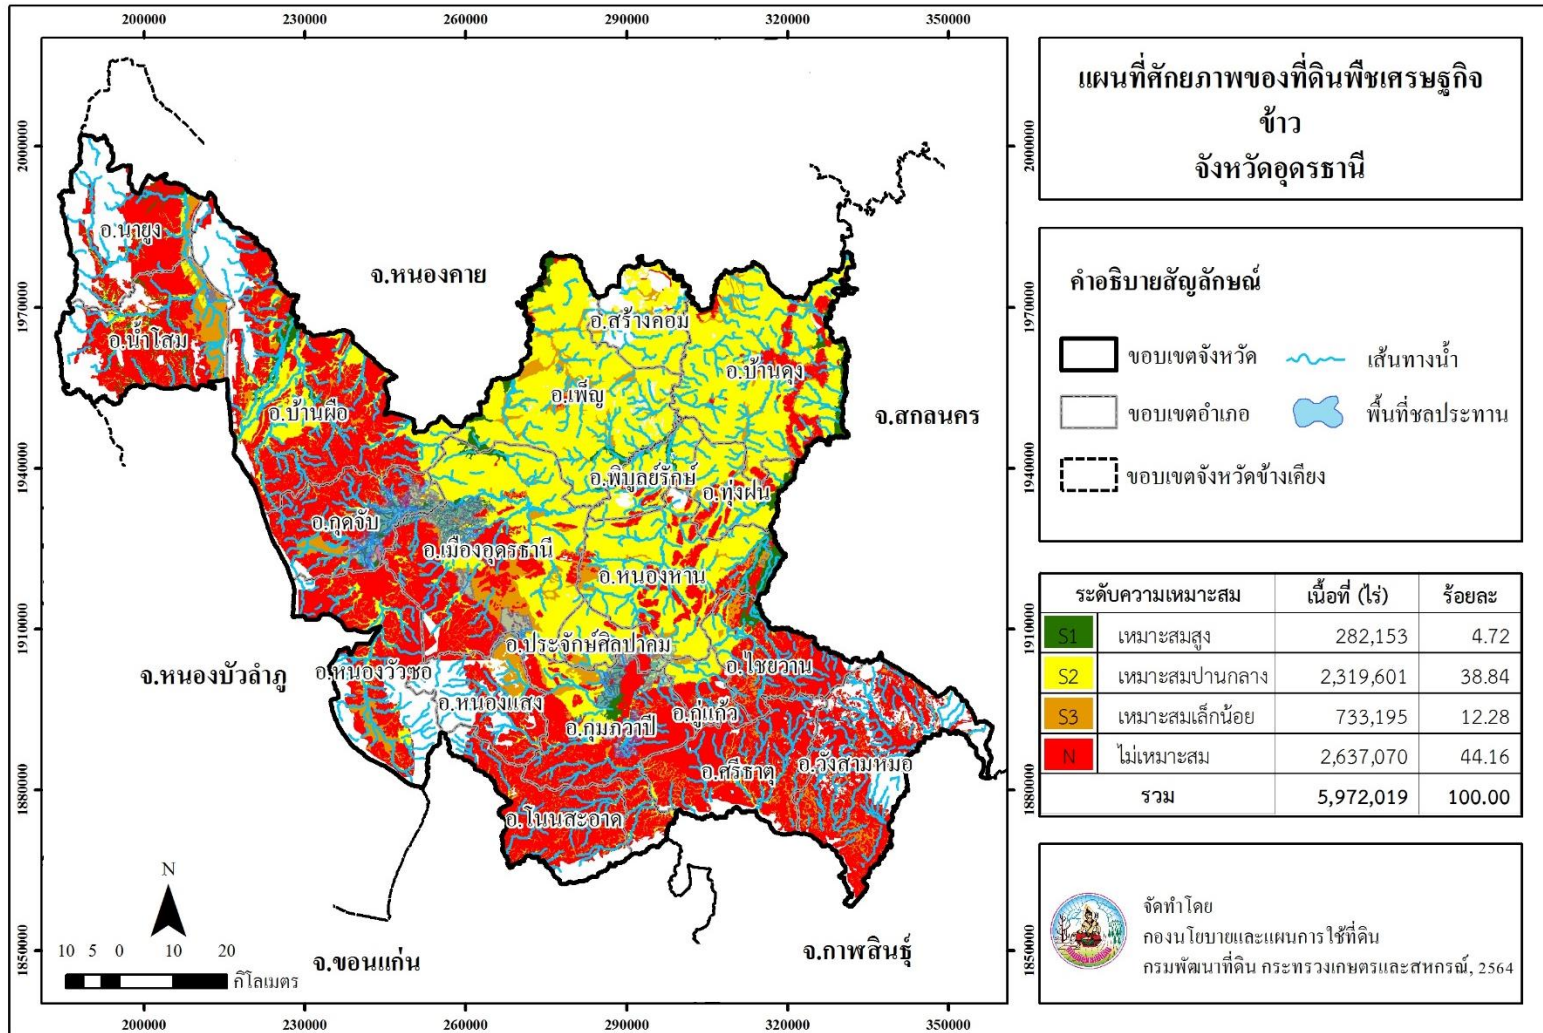 200000 230000 260000 290000 320000 350000
แผนที่ศักยภาพของที่ดินพืชเศรษฐกิจ
ข้าว
จังหวัดอุดรธานี
2000000
1970000
1940000
1910000
1880000
1850000
อ.นายูง
จ.หนองคาย
อ.สร้างคอม
อ.น้ำโสม
อ.บ้านดุง
อ.เพ็ญ
อ.บ้านผือ
จ.สกลนคร
อ.พิบูลย์รักษ์
อ.ทุ่งฝน
อ.กุดจับ
อ.เมืองอุดรธานี
อ.หนองหาน
อ.ประจักษ์ศิลปาคม
อ.ไชยวาน
จ.หนองบัวลำภู
อ.หนองวัวซอ
อ.หนองแสง
อ.กู่แก้ว
อ.กุมภวาปี
อ.ศรีธาตุ
อ.วังสามหมอ
อ.โนนสะอาด
จ.ขอนแก่น
จ.กาฬสินธุ์
N
10 5 0 10 20
กิโลเมตร
2000000
1970000
1940000
1910000
1880000
1850000
200000 230000 260000 290000 320000 350000
คำอธิบายสัญลักษณ์
ขอบเขตจังหวัด เส้นทางน้ำ
ขอบเขตอำเภอ พื้นที่ชลประทาน
ขอบเขตจังหวัดข้างเคียง
ระดับความเหมาะสม เนื้อที่ (ไร่) ร้อยละ
S1 เหมาะสมสูง 282,153 4.72
S2 เหมาะสมปานกลาง 2,319,601 38.84
S3 เหมาะสมเล็กน้อย 733,195 12.28
N ไม่เหมาะสม 2,637,070 44.16
รวม 5,972,019 100.00
จัดทำโดย
กองนโยบายและแผนการใช้ที่ดิน
กรมพัฒนาที่ดิน กระทรวงเกษตรและสหกรณ์, 2564